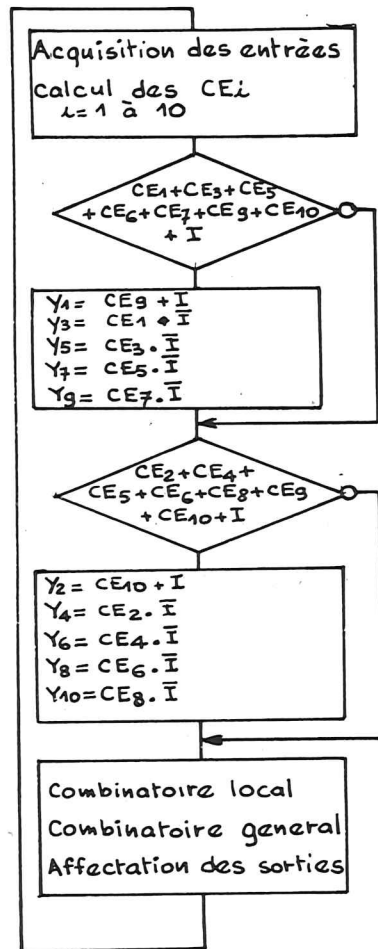 Acquisition des entrées
Calcul des CEi
i=1 à 10
CE1+CE3+CE5
+CE6+CE7+CE9+CE10
+ I
Y1= CE9 + I
Y3= CE1 • Ī
Y5= CE3 . Ī
Y7= CE5 . Ī
Y9= CE7 . Ī
CE2+CE4+
CE5+CE6+CE8+CE9
+CE10+I
Y2= CE10 + I
Y4= CE2 . Ī
Y6= CE4 . Ī
Y8= CE6 . Ī
Y10=CE8 . Ī
Combinatoire local
Combinatoire general
Affectation des sorties